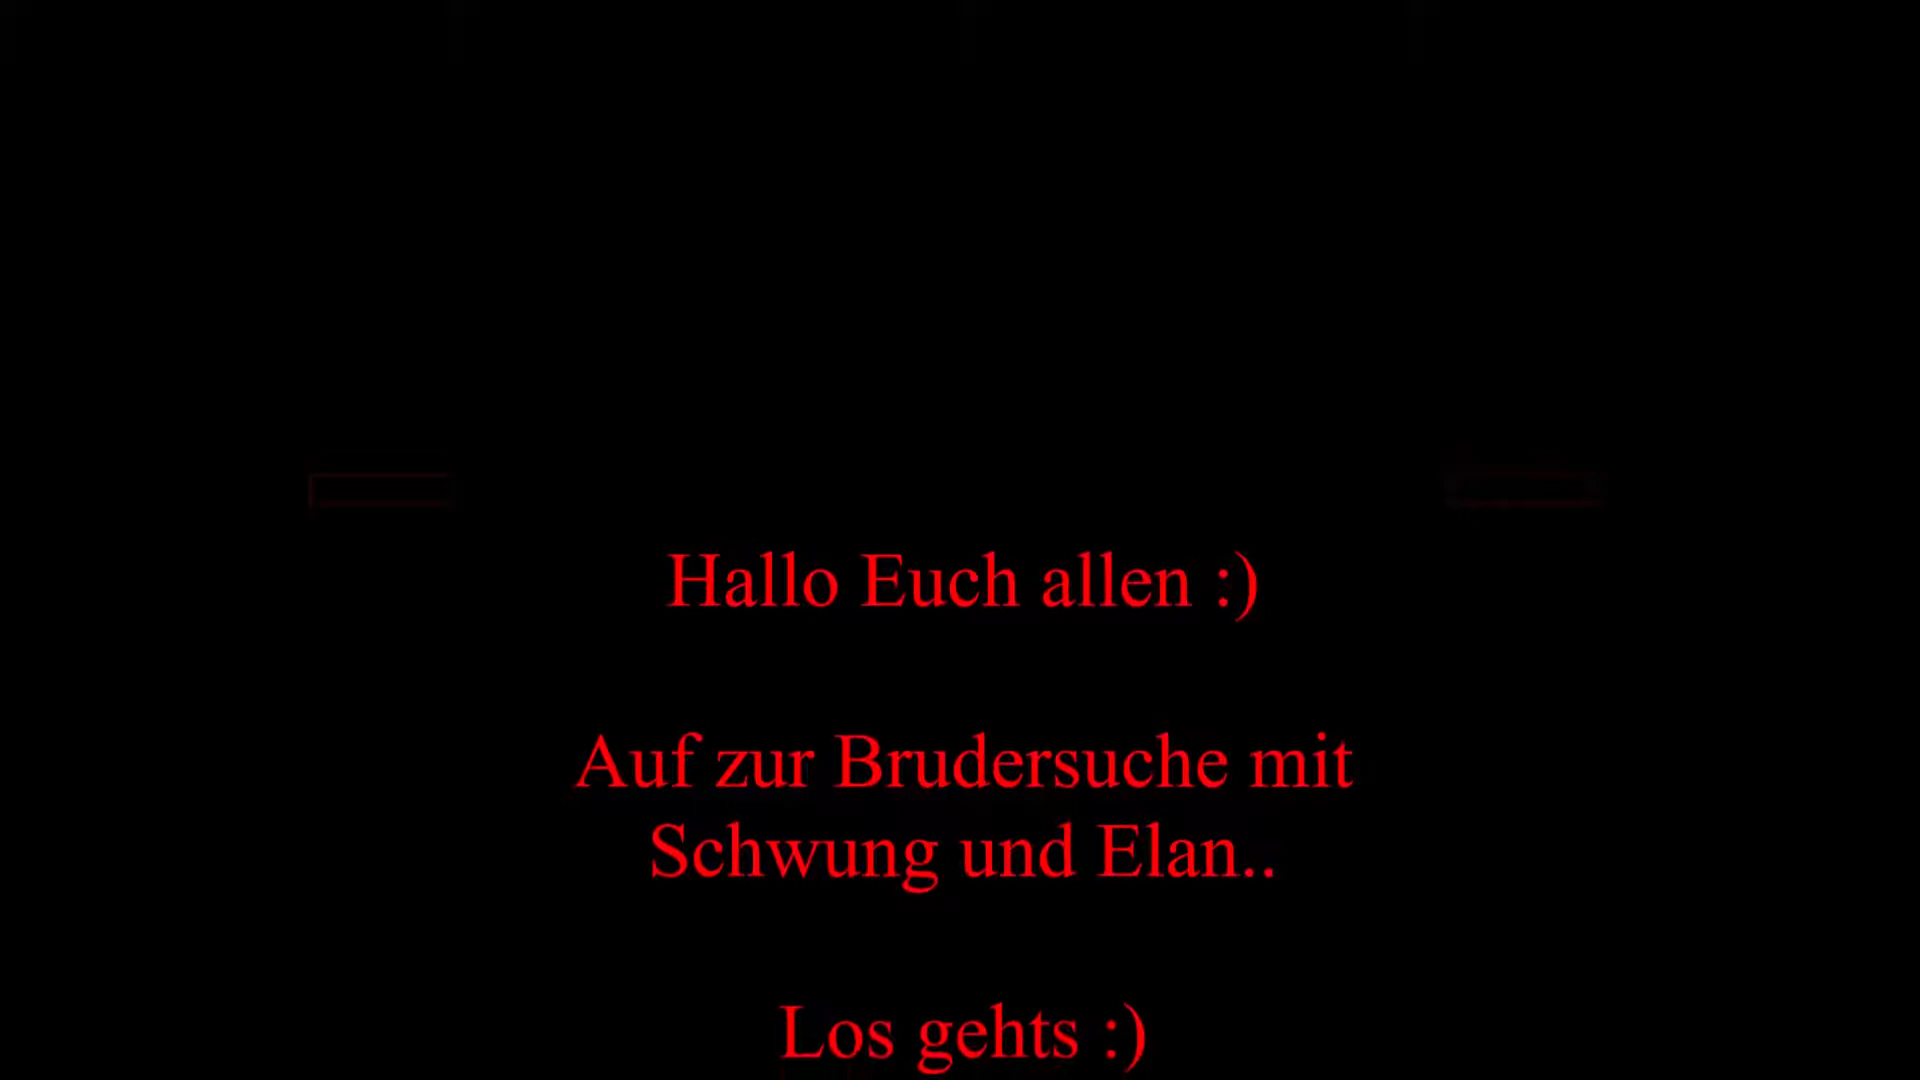 Hallo Euch allen :)
Auf zur Brudersuche mit
Schwung und Elan..
Los gehts :)